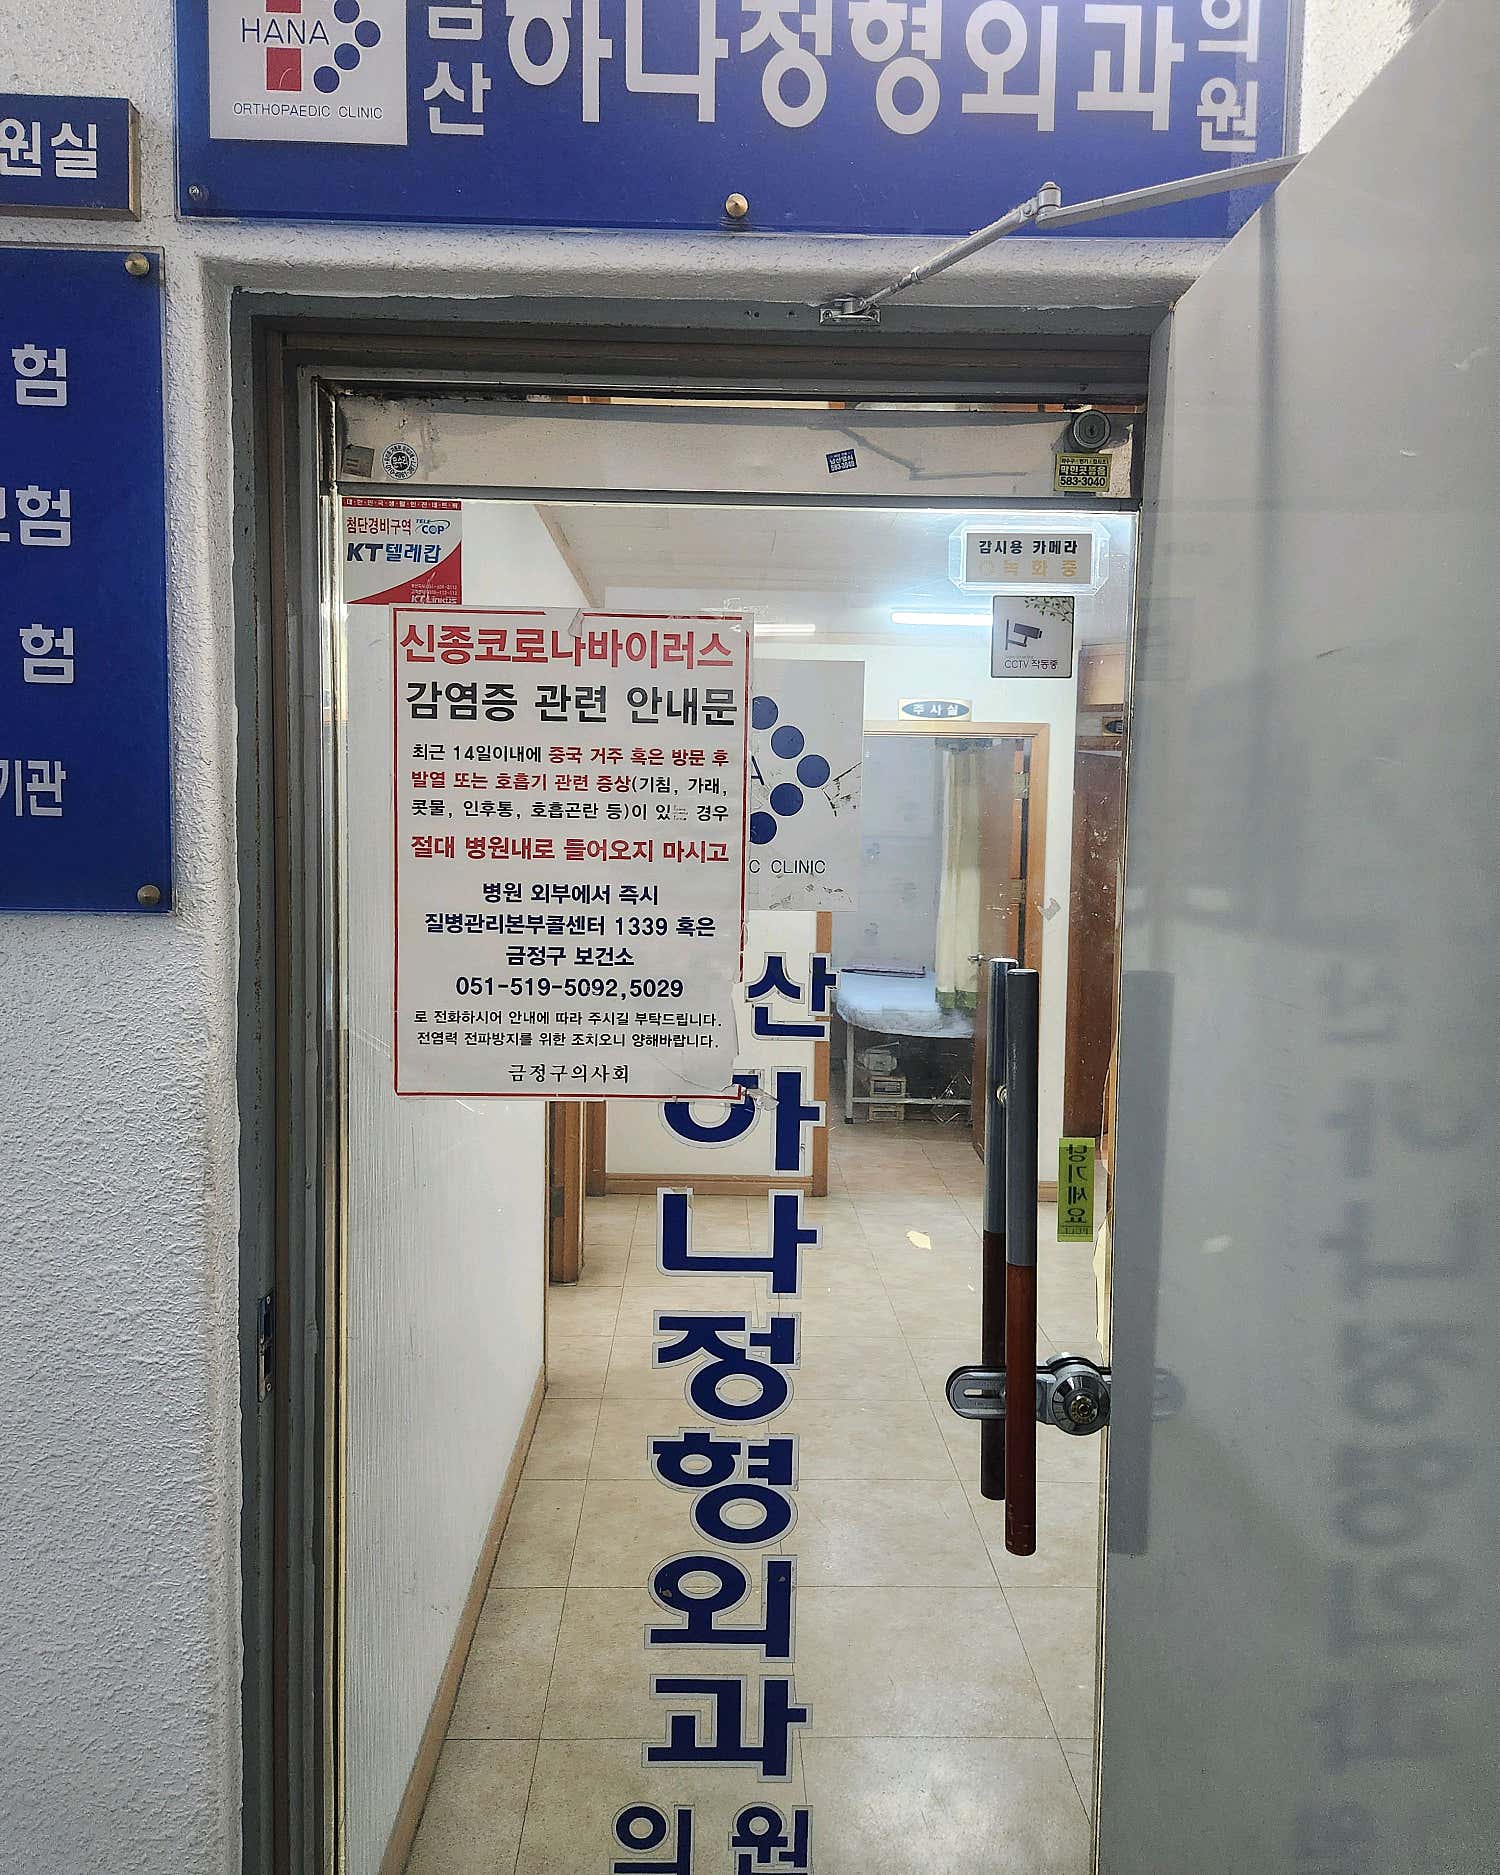 HANA
ORTHOPAEDIC CLINIC
금산 하나정형외과 의원
원실
험
험
험
기관
583-3040
583-3040
첨단경비구역 TELE COP
KT텔레캅
KT Linkus
감시용 카메라
녹화중
CCTV 작동중
주사실
신종코로나바이러스
감염증 관련 안내문
최근 14일이내에 중국 거주 혹은 방문 후
발열 또는 호흡기 관련 증상(기침, 가래,
콧물, 인후통, 호흡곤란 등)이 있는 경우
절대 병원내로 들어오지 마시고
병원 외부에서 즉시
질병관리본부콜센터 1339 혹은
금정구 보건소
051-519-5092,5029
로 전화하시어 안내에 따라 주시길 부탁드립니다.
전염력 전파방지를 위한 조치오니 양해바랍니다.
금정구의사회
C CLINIC
산하나정형외과의원
당기세요